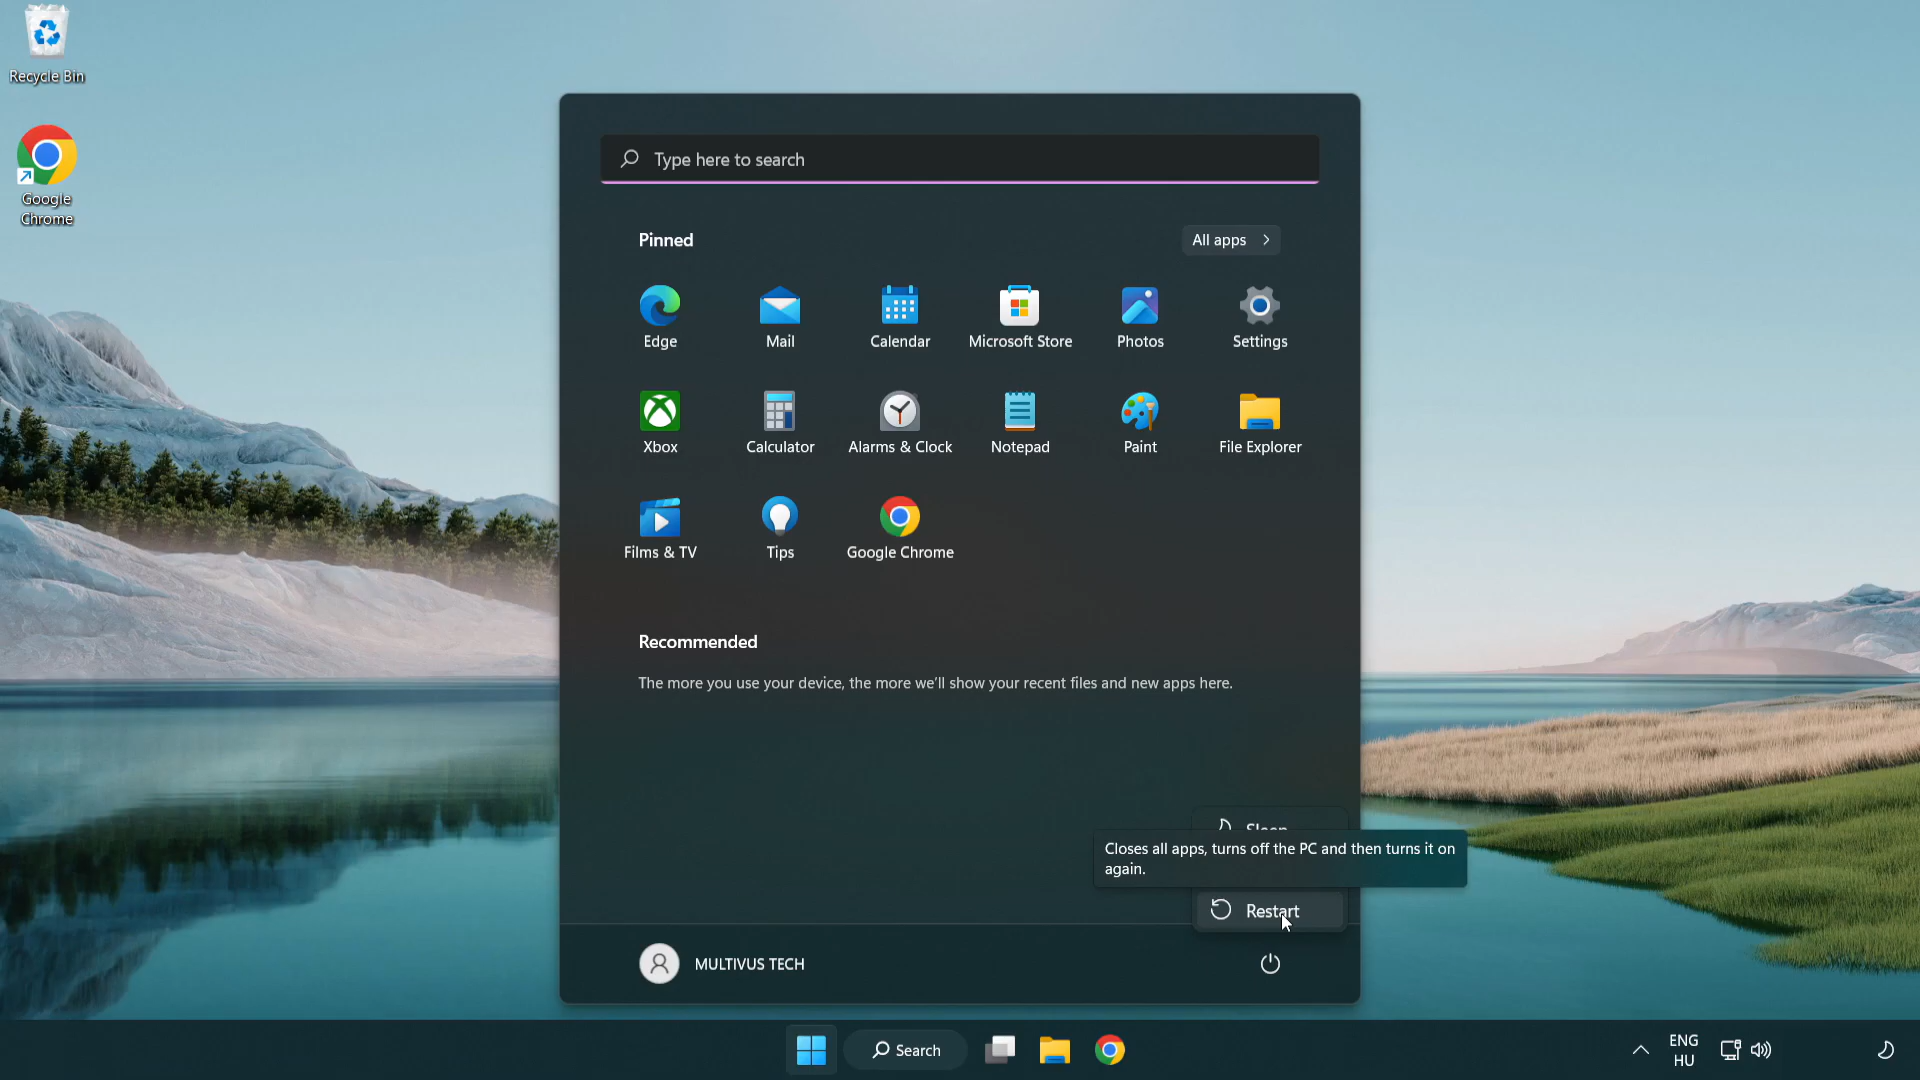 Recycle Bin
Google
Chrome
Type here to search
Pinned
All apps
Edge
Mail
Calendar
Microsoft Store
Photos
Settings
Xbox
Calculator
Alarms & Clock
Notepad
Paint
File Explorer
Films & TV
Tips
Google Chrome
Recommended
The more you use your device, the more we'll show your recent files and new apps here.
Sleep
Closes all apps, turns off the PC and then turns it on
again.
Restart
MULTIVUS TECH
Search
ENG
HU